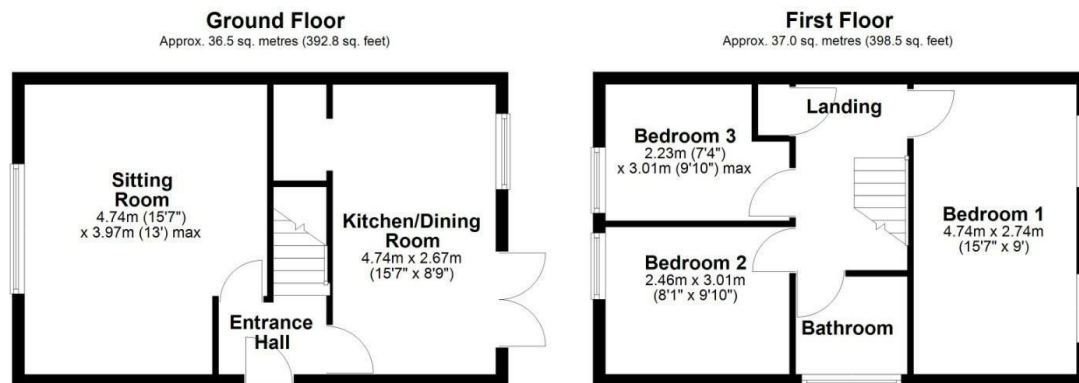 Ground Floor
Approx. 36.5 sq. metres (392.8 sq. feet)
Sitting
Room
4.74m (15'7")
x 3.97m (13') max
Kitchen/Dining
Room
4.74m x 2.67m
(15'7" x 8'9")
Entrance
Hall
First Floor
Approx. 37.0 sq. metres (398.5 sq. feet)
Landing
Bedroom 3
2.23m (7'4")
x 3.01m (9'10") max
Bedroom 1
4.74m x 2.74m
(15'7" x 9')
Bedroom 2
2.46m x 3.01m
(8'1" x 9'10")
Bathroom